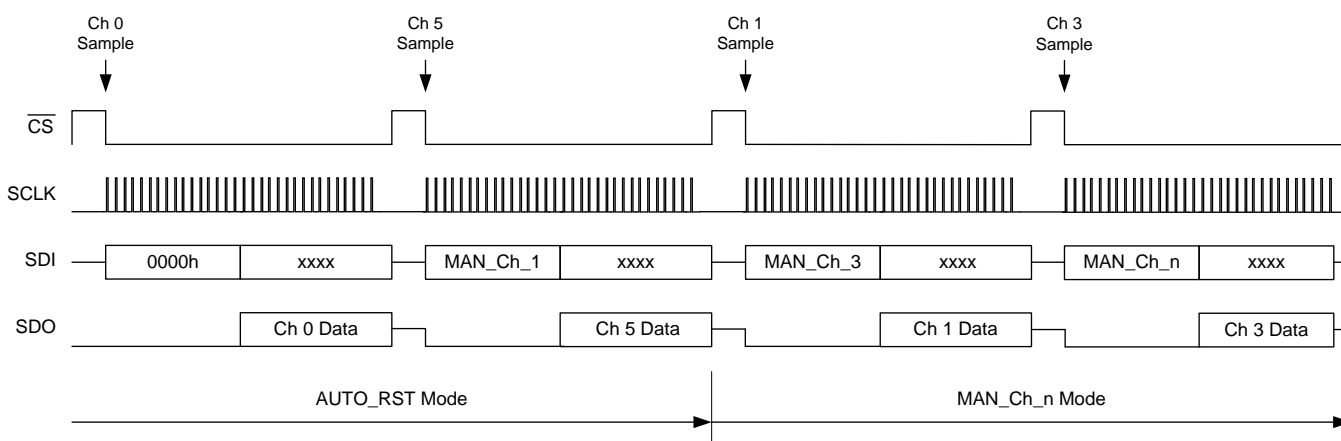 Ch 0
Sample
Ch 5
Sample
Ch 1
Sample
Ch 3
Sample
CS
SCLK
SDI
0000h
xxxx
MAN_Ch_1
xxxx
MAN_Ch_3
xxxx
MAN_Ch_n
xxxx
SDO
Ch 0 Data
Ch 5 Data
Ch 1 Data
Ch 3 Data
AUTO_RST Mode
MAN_Ch_n Mode